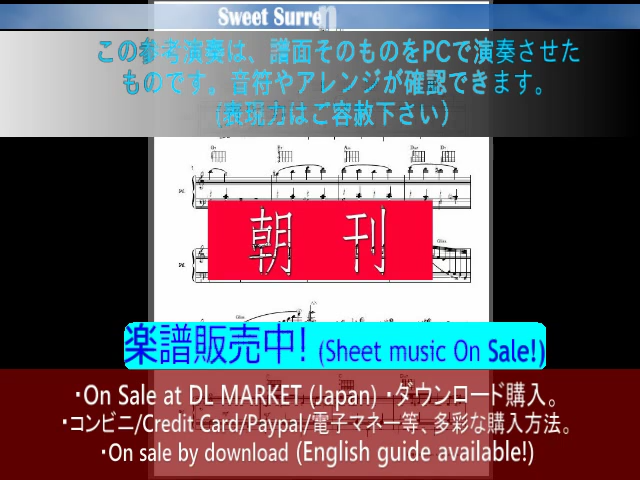 Sweet Surren
この参考演奏は、譜面そのものをPCで演奏させた
ものです。音符やアレンジが確認できます。
(表現力はご容赦下さい)
朝 刊
楽譜販売中! (Sheet music On Sale!)
・On Sale at DL MARKET (Japan) ・ダウンロード購入。
・コンビニ/Credit Card/Paypal/電子マネー等、多彩な購入方法。
・On sale by download (English guide available!)